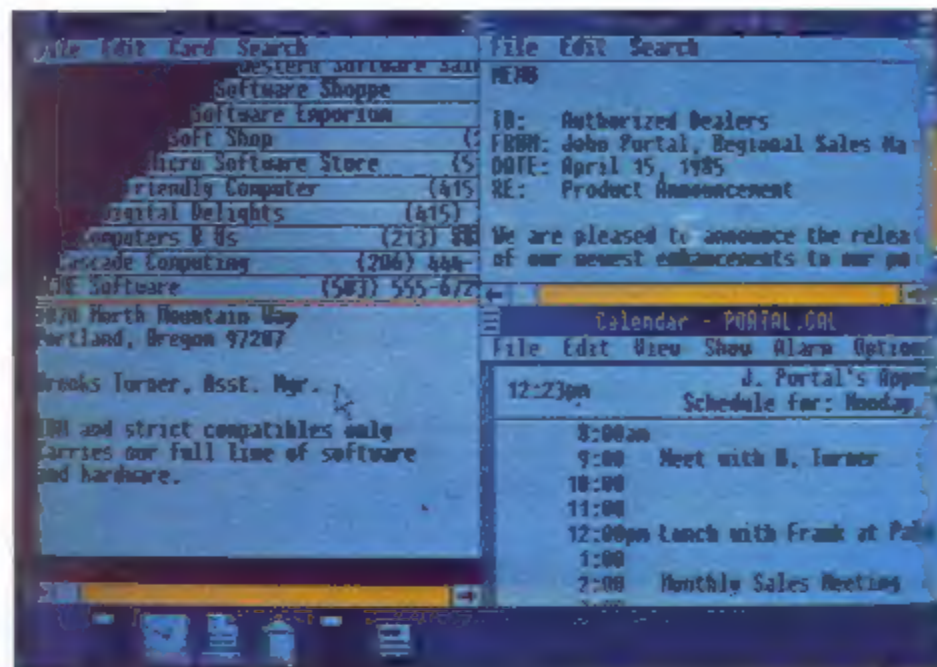 File Edit Card Search
Western Software
Software Shoppe
Software Emporium
Soft Shop
Micro Software Store
Friendly Computer (415
Digital Delights (415)
Computers R Us (213)
Cascade Computing (206) 444-
Software (503) 555-672
North Mountain Way
Portland, Oregon 97207
Brooks Turner, Asst. Mgr.
IBM and strict compatibles only
Carries our full line of software
and hardware.
File Edit Search
MEMO
TO: Authorized Dealers
FROM: John Portal, Regional Sales Ma
DATE: April 15, 1985
RE: Product Announcement
We are pleased to announce the relea
of our newest enhancements to our po
Calendar - PORTAL.CAL
File Edit View Show Alarm Options
12:23pm J. Portal's Appo
Schedule for: Monday,
8:00am
9:00 Meet with B. Turner
10:00
11:00
12:00pm Lunch with Frank at
1:00
2:00 Monthly Sales Meeting